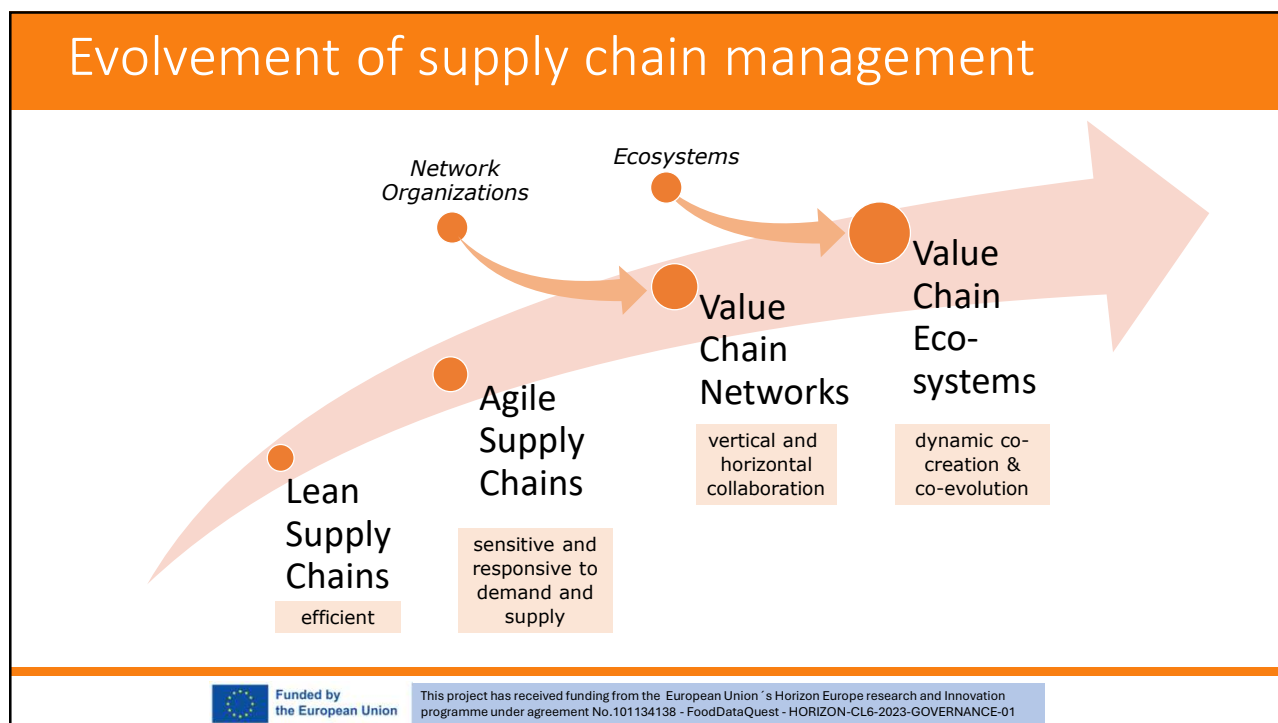 Evolvement of supply chain management
Network
Organizations
Ecosystems
Value
Chain
Eco-
systems
Value
Chain
Networks
Agile
Supply
Chains
Lean
Supply
Chains
efficient
sensitive and
responsive to
demand and
supply
vertical and
horizontal
collaboration
dynamic co-
creation &
co-evolution
Funded by
the European Union
This project has received funding from the European Union ´s Horizon Europe research and Innovation
programme under agreement No.101134138 - FoodDataQuest - HORIZON-CL6-2023-GOVERNANCE-01